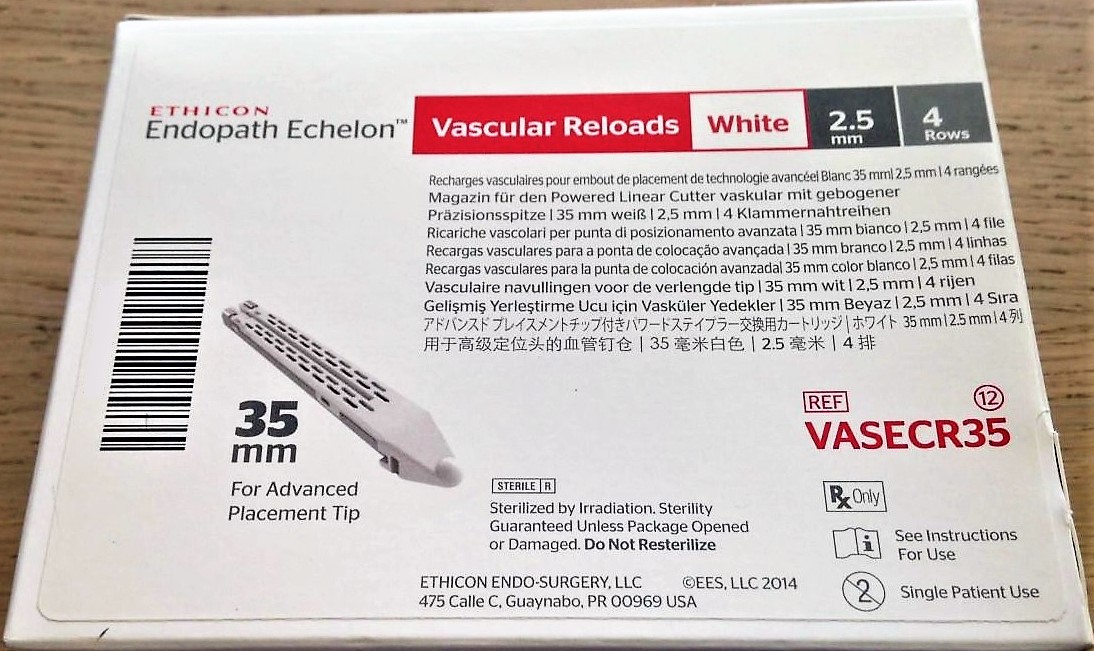 ETHICON
Endopath Echelon™
Vascular Reloads White 2.5 mm 4 Rows
Recharges vasculaires pour embout de placement de technologie avancéel Blanc 35 mm| 2,5 mm | 4 rangées
Magazin für den Powered Linear Cutter vaskular mit gebogener
Präzisionsspitze | 35 mm weiß | 2,5 mm | 4 Klammernahtreihen
Ricariche vascolari per punta di posizionamento avanzata | 35 mm bianco | 2,5 mm | 4 file
Recargas vasculares para a ponta de colocação avançada | 35 mm branco | 2,5 mm | 4 linhas
Recargas vasculares para la punta de colocación avanzada| 35 mm color blanco | 2,5 mm | 4 filas
Vasculaire navullingen voor de verlengde tip | 35 mm wit | 2,5 mm | 4 rijen
Gelişmiş Yerleştirme Ucu için Vasküler Yedekler | 35 mm Beyaz | 2,5 mm | 4 Sıra
アドバンスド プレイスメントチップ付きパワードステイプラー交換用カートリッジ | ホワイト 35 mm | 2.5 mm | 4 列
用于高级定位头的血管钉仓 | 35 毫米白色 | 2.5 毫米 | 4 排
35
mm
For Advanced
Placement Tip
REF 12
VASECR35
STERILE R
Sterilized by Irradiation. Sterility
Guaranteed Unless Package Opened
or Damaged. Do Not Resterilize
Rx Only
See Instructions
For Use
2 Single Patient Use
ETHICON ENDO-SURGERY, LLC ©EES, LLC 2014
475 Calle C, Guaynabo, PR 00969 USA